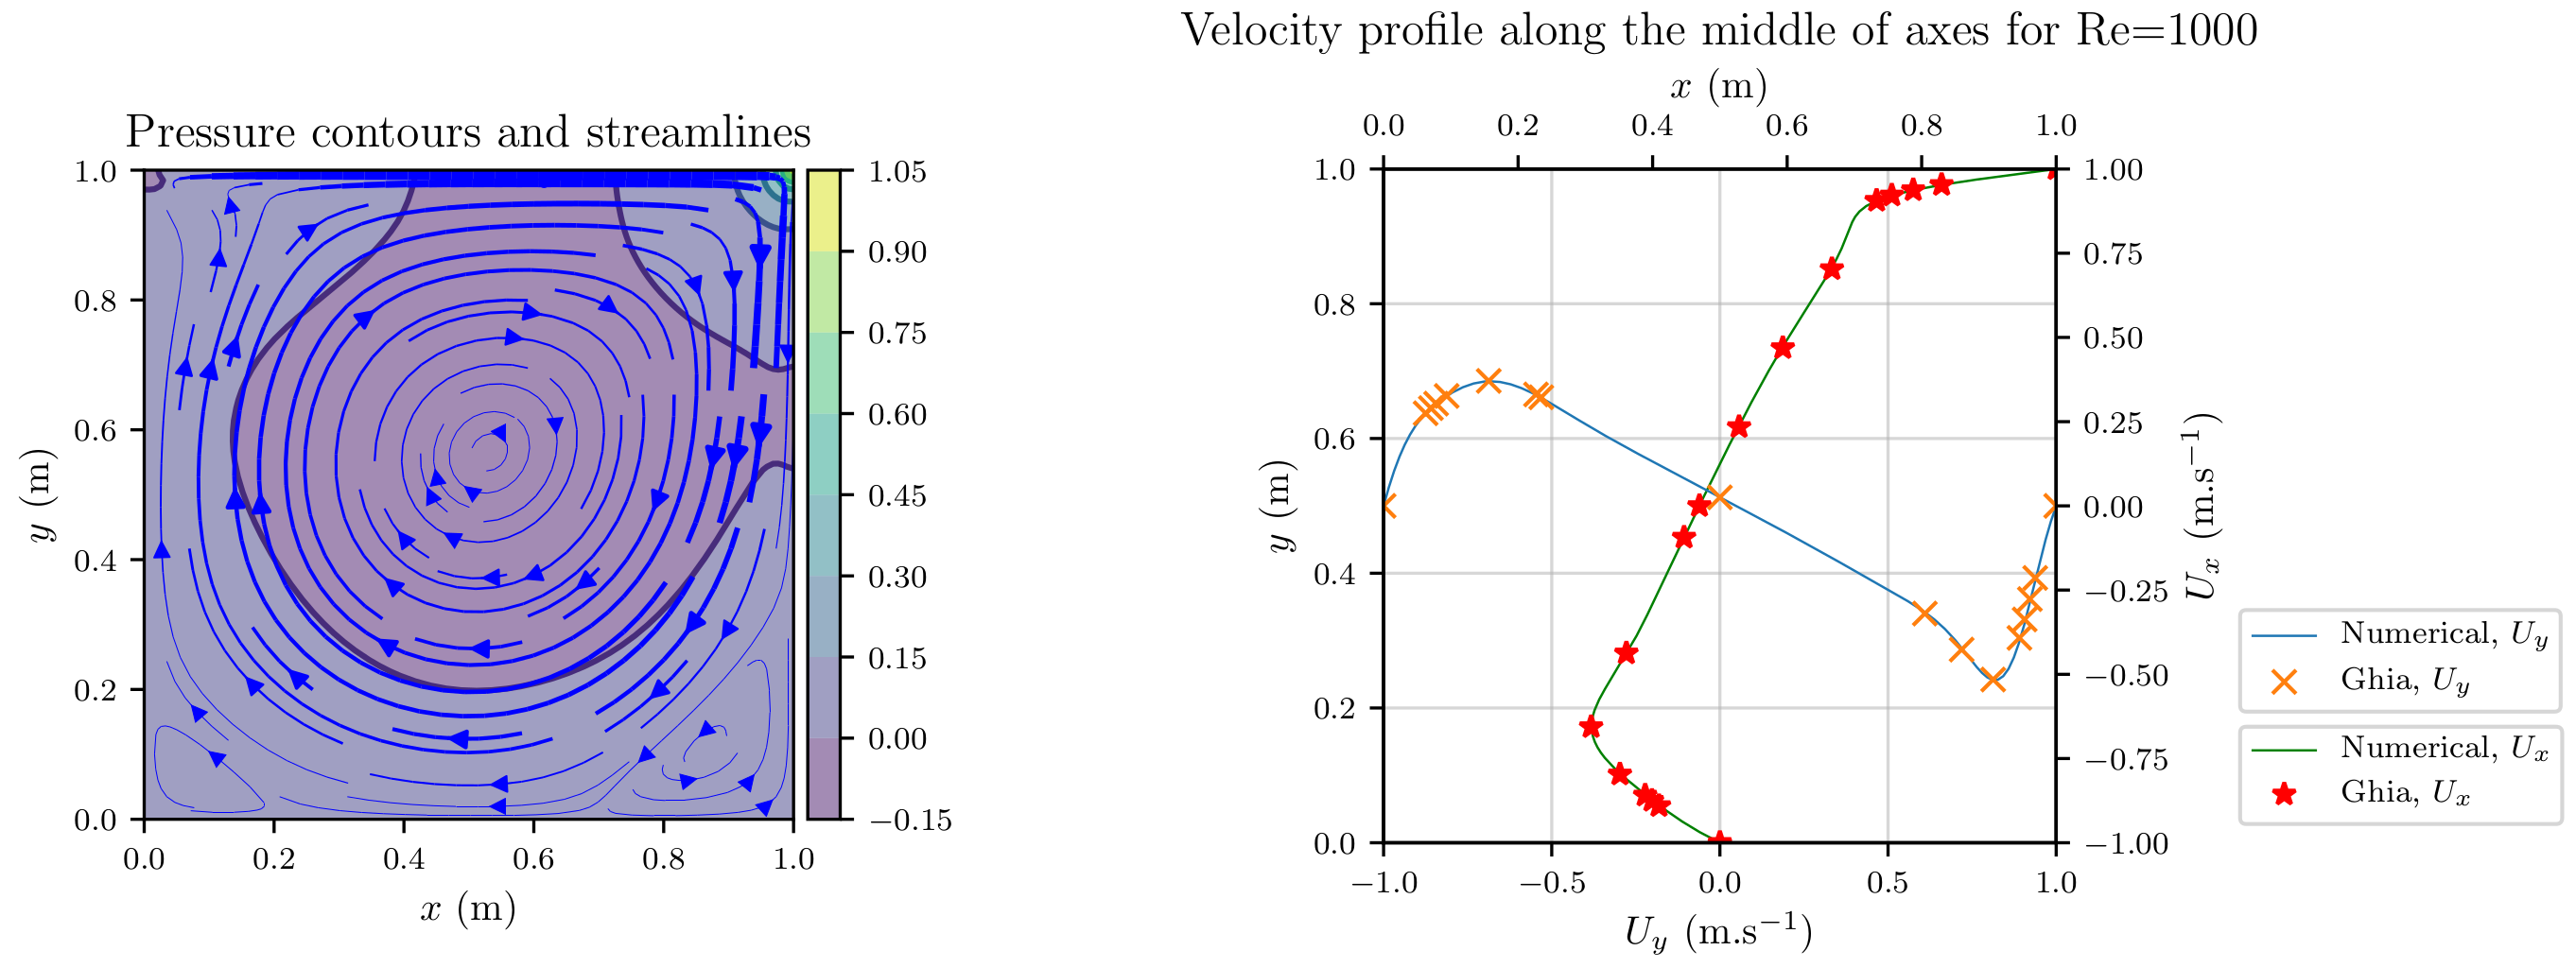 Pressure contours and streamlines
1.0
0.8
0.6
0.4
0.2
0.0
y (m)
0.0 0.2 0.4 0.6 0.8 1.0
x (m)
1.05
0.90
0.75
0.60
0.45
0.30
0.15
0.00
−0.15
Velocity profile along the middle of axes for Re=1000
x (m)
0.0 0.2 0.4 0.6 0.8 1.0
1.0
0.8
0.6
0.4
0.2
0.0
y (m)
−1.0 −0.5 0.0 0.5 1.0
U_y (m.s⁻¹)
1.00
0.75
0.50
0.25
0.00
−0.25
−0.50
−0.75
−1.00
U_x (m.s⁻¹)
Numerical, U_y
Ghia, U_y
Numerical, U_x
Ghia, U_x